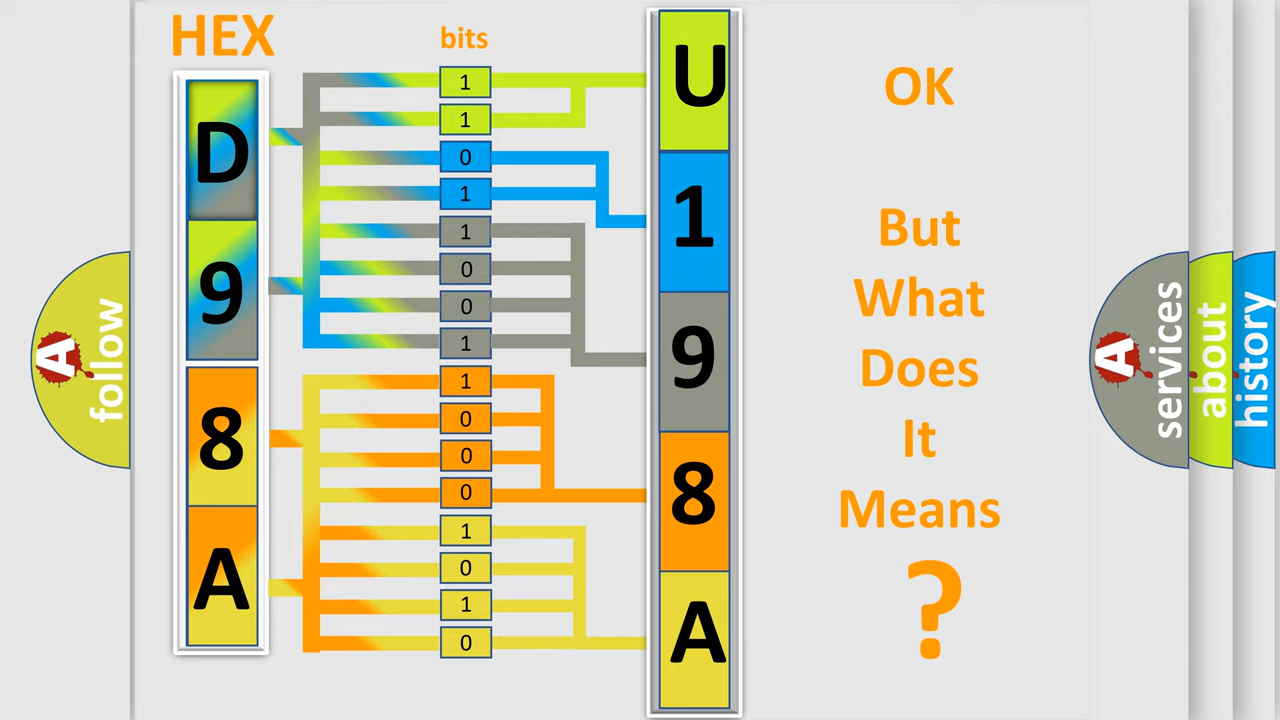 HEX
bits
D
9
8
A
1
1
0
1
1
0
0
1
1
0
0
0
1
0
1
0
U
1
9
8
A
OK
But
What
Does
It
Means
?
A follow
A services
about
history